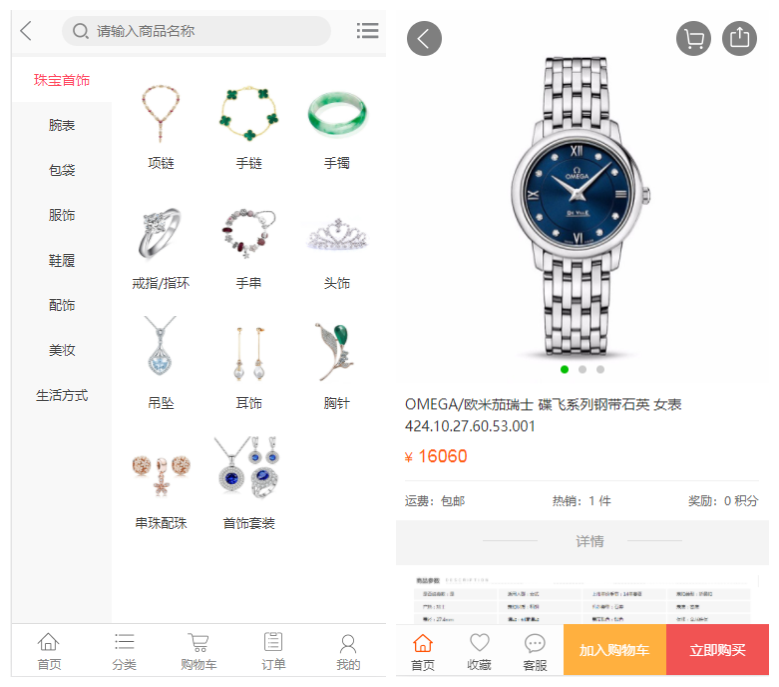 请输入商品名称
珠宝首饰
腕表
包袋
服饰
鞋履
配饰
美妆
生活方式
项链
手链
手镯
戒指/指环
手串
头饰
吊坠
耳饰
胸针
串珠配珠
首饰套装
首页
分类
购物车
订单
我的
XII
OMEGA
DE VILLE
VI
OMEGA/欧米茄瑞士 碟飞系列钢带石英 女表
424.10.27.60.53.001
¥ 16060
运费：包邮
热销：1 件
奖励：0 积分
详情
商品参数
首页
收藏
客服
加入购物车
立即购买